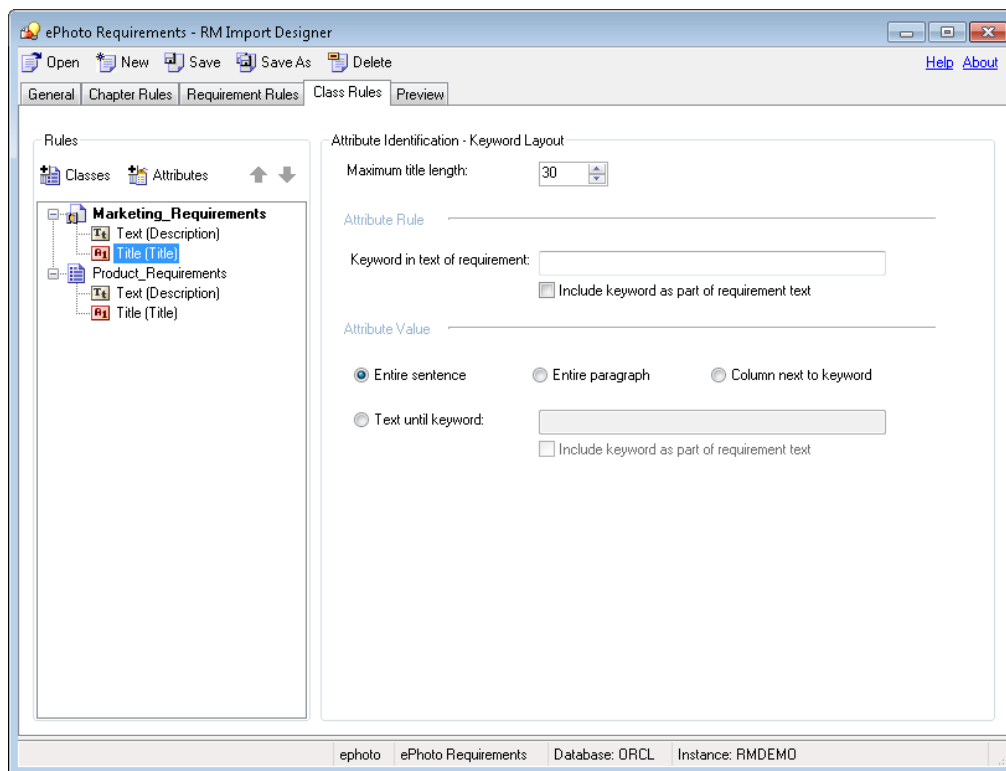 ePhoto Requirements - RM Import Designer
Open New Save Save As Delete Help About
General Chapter Rules Requirement Rules Class Rules Preview
Rules
Classes Attributes
Marketing_Requirements
Tt Text (Description)
A1 Title (Title)
Product_Requirements
Tt Text (Description)
A1 Title (Title)
Attribute Identification - Keyword Layout
Maximum title length: 30
Attribute Rule
Keyword in text of requirement:
Include keyword as part of requirement text
Attribute Value
Entire sentence Entire paragraph Column next to keyword
Text until keyword:
Include keyword as part of requirement text
ephoto ePhoto Requirements Database: ORCL Instance: RMDEMO